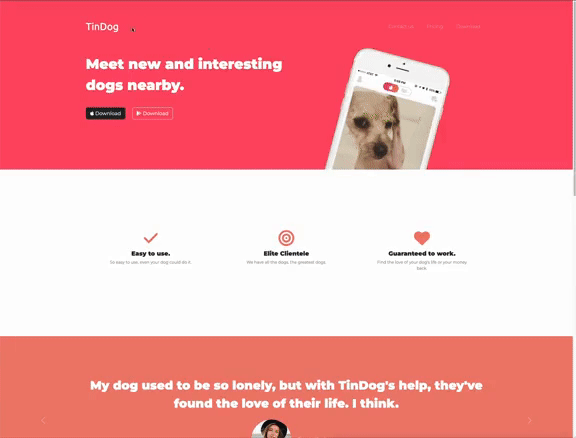 TinDog
Contact Us Pricing Download
Meet new and interesting
dogs nearby.
Download Download
Easy to use.
So easy to use, even your dog could do it.
Elite Clientele
We have all the dogs, the greatest dogs.
Guaranteed to work.
Find the love of your dog's life or your money
back.
My dog used to be so lonely, but with TinDog's help, they've
found the love of their life. I think.